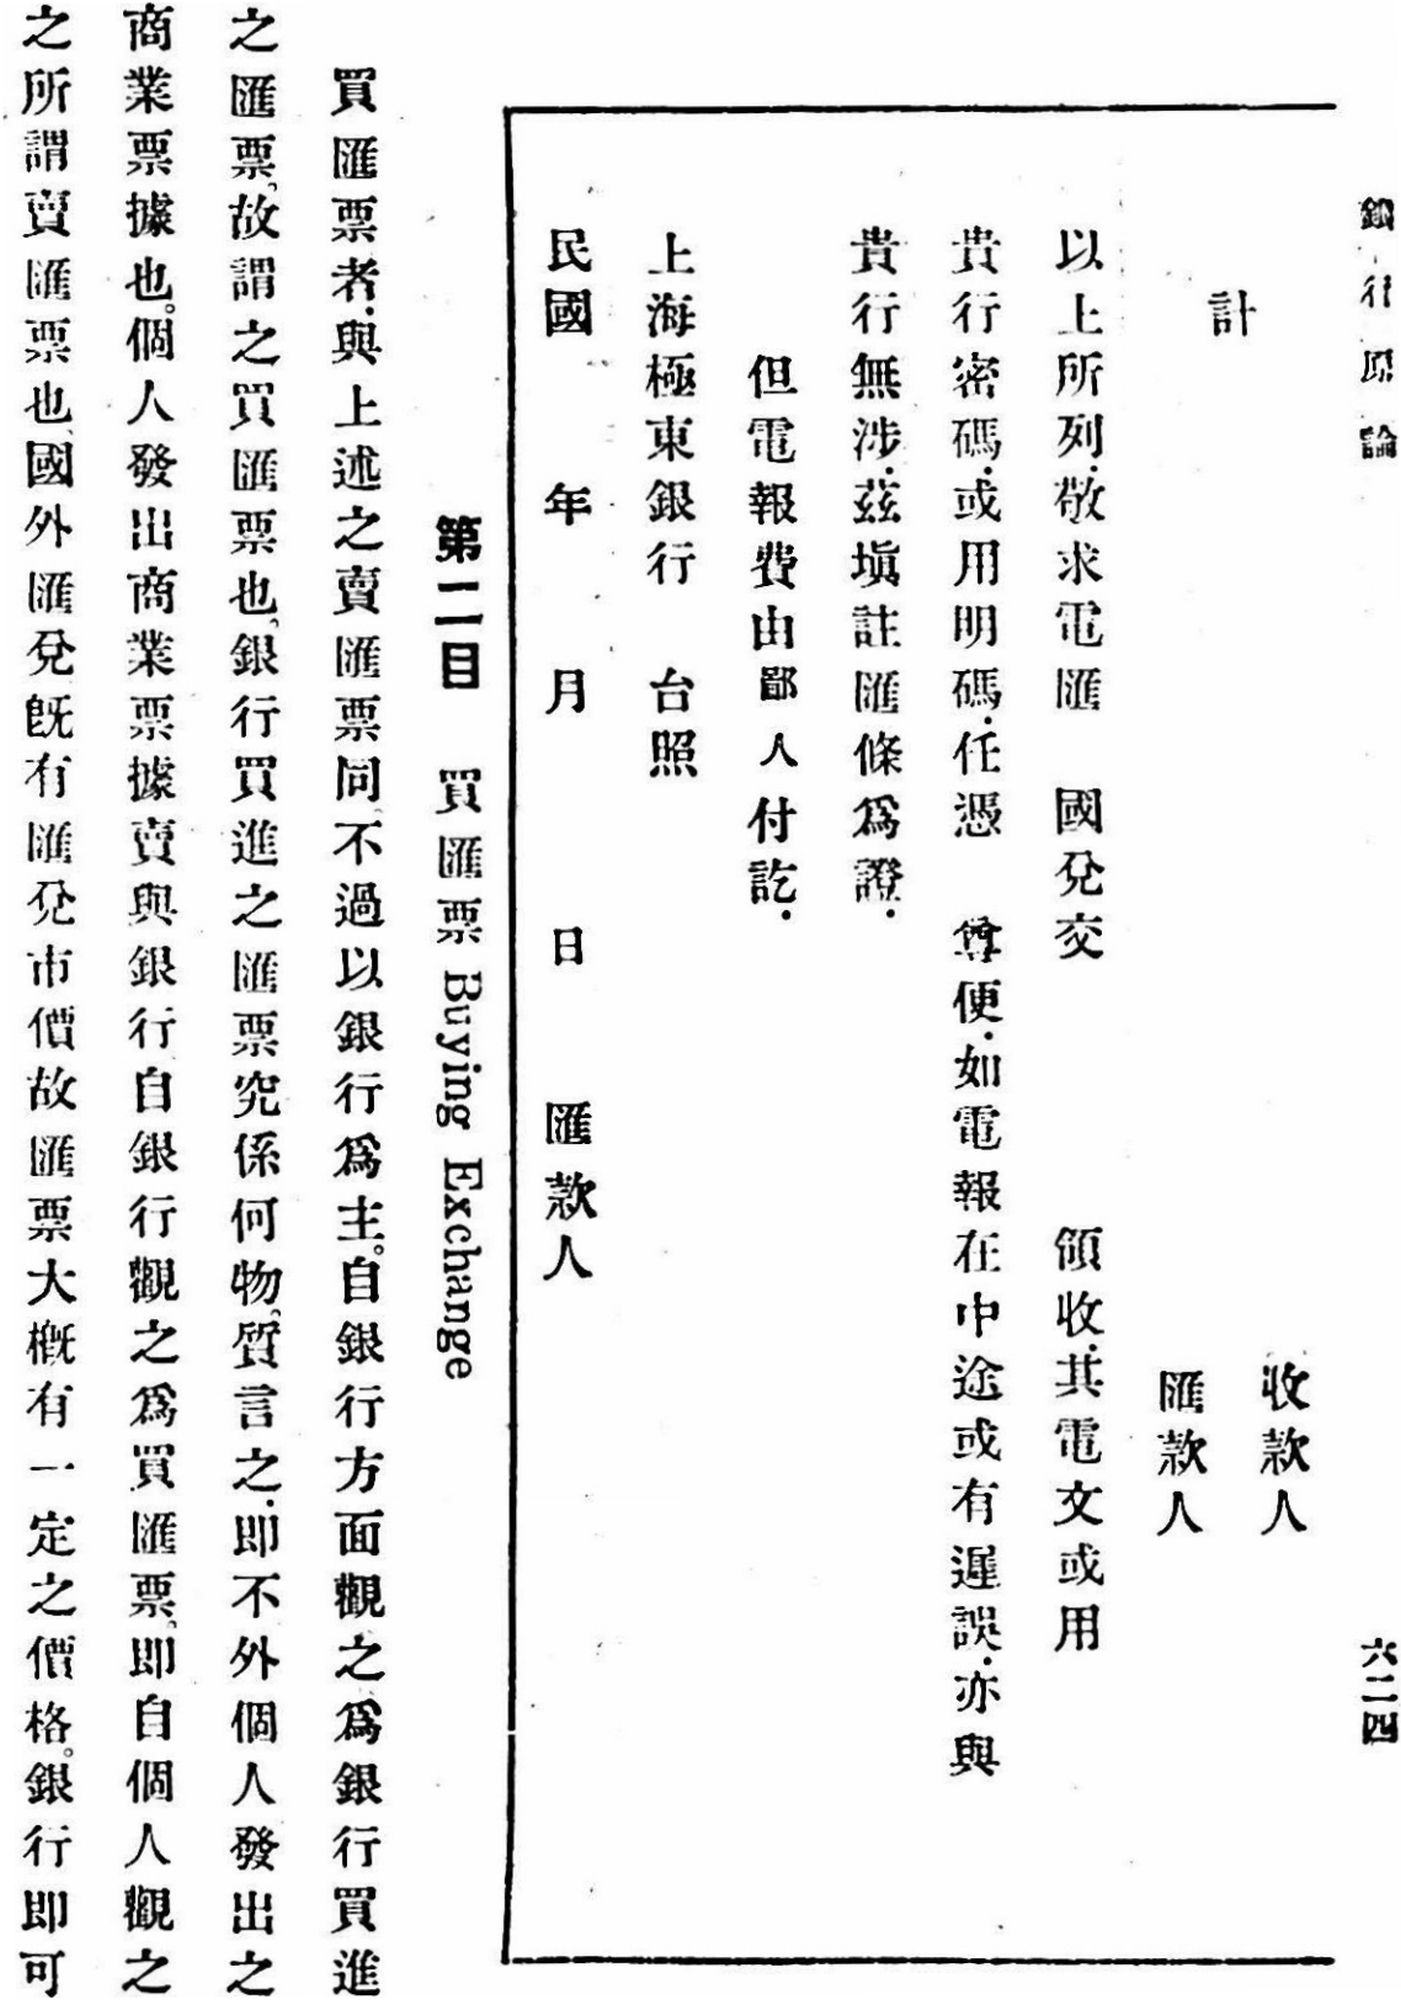 銀行原論
六二四
收款人
計
匯款人
以上所列.敬求電匯　國兌交　領收.其電文或用
貴行密碼.或用明碼.任憑　尊便.如電報在中途或有遲誤.亦與
貴行無涉.茲塡註匯條爲證.
但電報費由鄙人付訖.
上海極東銀行　台照
民國　年　月　日　匯款人
第二目　買匯票 Buying Exchange
買匯票者.與上述之賣匯票同。不過以銀行爲主。自銀行方面觀之爲銀行買進
之匯票。故謂之買匯票也。銀行買進之匯票究係何物。質言之.即不外個人發出之
商業票據也。個人發出商業票據賣與銀行自銀行觀之爲買匯票。即自個人觀之
之所謂賣匯票也、國外匯兌旣有匯兌市價故匯票大槪有一定之價格。銀行即可